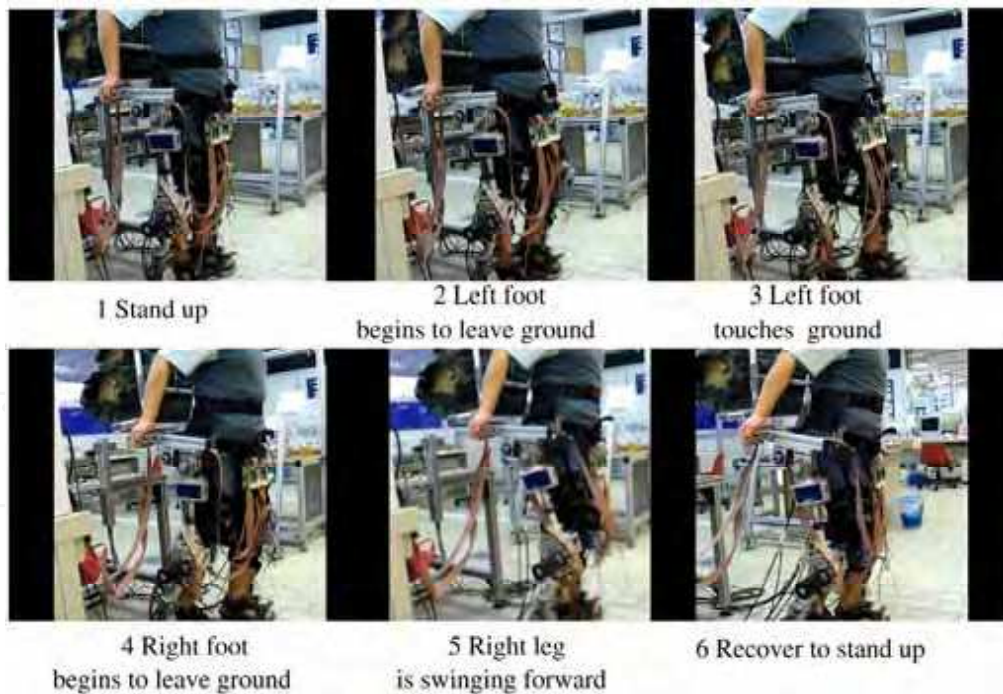 1 Stand up
2 Left foot
begins to leave ground
3 Left foot
touches ground
4 Right foot
begins to leave ground
5 Right leg
is swinging forward
6 Recover to stand up